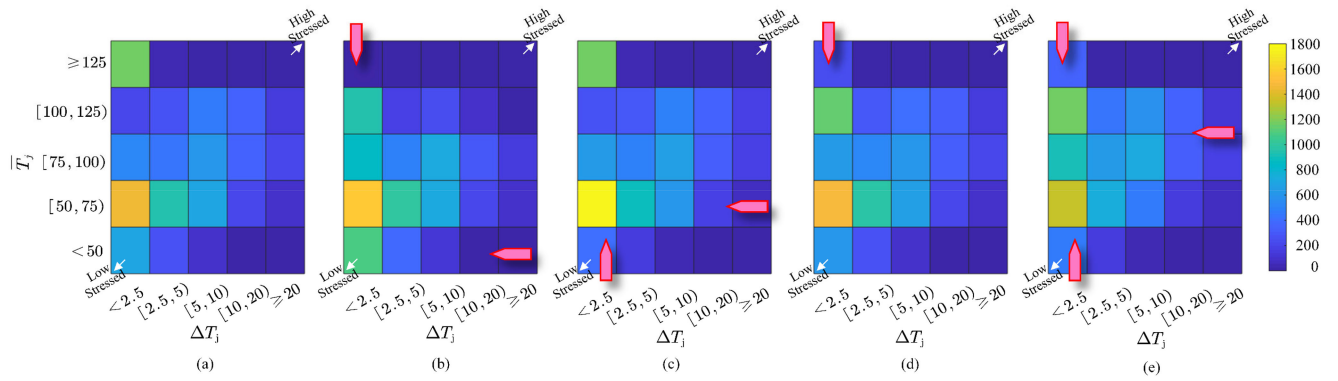 High
Stressed
High
Stressed
High
Stressed
High
Stressed
High
Stressed
⩾125
[100, 125)
T̅j [75, 100)
[50, 75)
<50
1800
1600
1400
1200
1000
800
600
400
200
0
Low
Stressed
Low
Stressed
Low
Stressed
Low
Stressed
Low
Stressed
<2.5 [2.5, 5) [5, 10) [10, 20) ⩾20
<2.5 [2.5, 5) [5, 10) [10, 20) ⩾20
<2.5 [2.5, 5) [5, 10) [10, 20) ⩾20
<2.5 [2.5, 5) [5, 10) [10, 20) ⩾20
<2.5 [2.5, 5) [5, 10) [10, 20) ⩾20
ΔTj ΔTj ΔTj ΔTj ΔTj
(a) (b) (c) (d) (e)